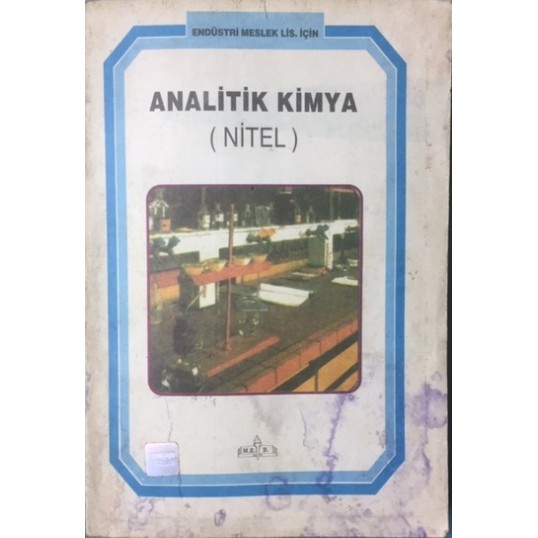 ENDÜSTRİ MESLEK LİS. İÇİN
ANALİTİK KİMYA
( NİTEL )
M.E. B.